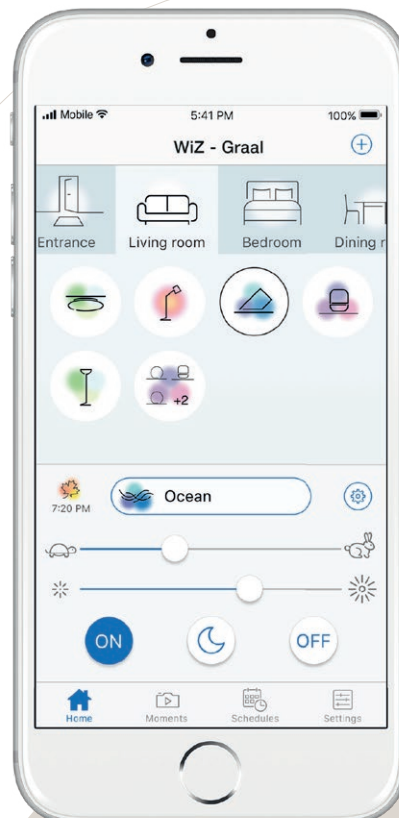 Mobile
5:41 PM
100%
WiZ - Graal
Entrance
Living room
Bedroom
Dining r
+2
7:20 PM
Ocean
ON
OFF
Home
Moments
Schedules
Settings